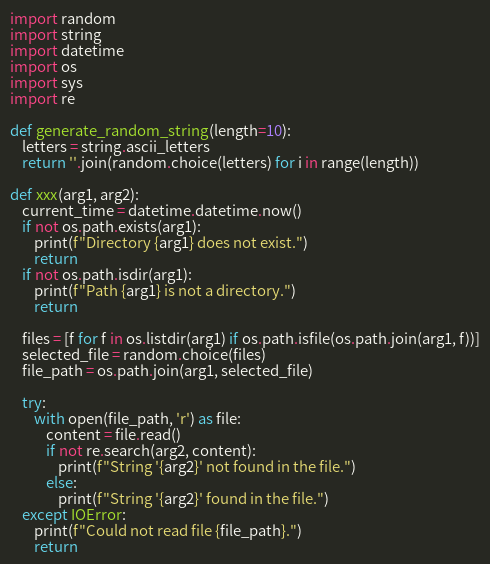 import random
import string
import datetime
import os
import sys
import re

def generate_random_string(length=10):
    letters = string.ascii_letters
    return ''.join(random.choice(letters) for i in range(length))

def xxx(arg1, arg2):
    current_time = datetime.datetime.now()
    if not os.path.exists(arg1):
        print(f"Directory {arg1} does not exist.")
        return
    if not os.path.isdir(arg1):
        print(f"Path {arg1} is not a directory.")
        return

    files = [f for f in os.listdir(arg1) if os.path.isfile(os.path.join(arg1, f))]
    selected_file = random.choice(files)
    file_path = os.path.join(arg1, selected_file)

    try:
        with open(file_path, 'r') as file:
            content = file.read()
            if not re.search(arg2, content):
                print(f"String '{arg2}' not found in the file.")
            else:
                print(f"String '{arg2}' found in the file.")
    except IOError:
        print(f"Could not read file {file_path}.")
        return